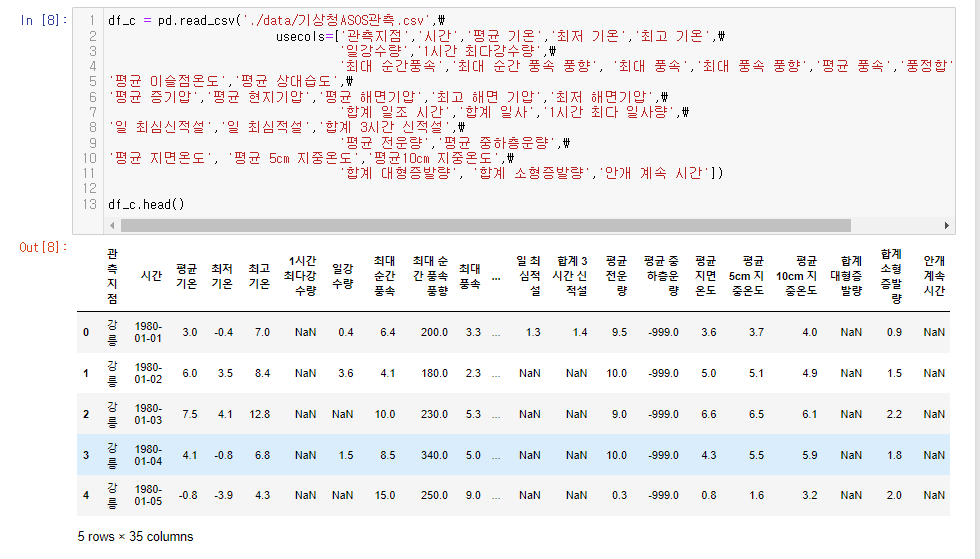 In [8]:
1 df_c = pd.read_csv('./data/기상청ASOS관측.csv',₩
2 usecols=['관측지점','시간','평균 기온','최저 기온','최고 기온',₩
3 '일강수량','1시간 최다강수량',₩
4 '최대 순간풍속','최대 순간 풍속 풍향', '최대 풍속','최대 풍속 풍향','평균 풍속','풍정합'
5 '평균 이슬점온도','평균 상대습도',₩
6 '평균 증기압','평균 현지기압','평균 해면기압','최고 해면 기압','최저 해면기압',₩
7 '합계 일조 시간','합계 일사','1시간 최다 일사량',₩
8 '일 최심신적설','일 최심적설','합계 3시간 신적설',₩
9 '평균 전운량','평균 중하층운량',₩
10 '평균 지면온도', '평균 5cm 지중온도','평균10cm 지중온도',₩
11 '합계 대형증발량', '합계 소형증발량','안개 계속 시간'])
12
13 df_c.head()
Out[8]:
관측지점 시간 평균 기온 최저 기온 최고 기온 1시간 최다강수량 일강수량 최대 순간 풍속 최대 순간 풍속 풍향 최대 풍속 ... 일 최심적설 합계 3시간 신적설 평균 전운량 평균 중하층운량 평균 지면온도 평균 5cm 지중온도 평균 10cm 지중온도 합계 대형증발량 합계 소형증발량 안개 계속 시간
0 강릉 1980-01-01 3.0 -0.4 7.0 NaN 0.4 6.4 200.0 3.3 ... 1.3 1.4 9.5 -999.0 3.6 3.7 4.0 NaN 0.9 NaN
1 강릉 1980-01-02 6.0 3.5 8.4 NaN 3.6 4.1 180.0 2.3 ... NaN NaN 10.0 -999.0 5.0 5.1 4.9 NaN 1.5 NaN
2 강릉 1980-01-03 7.5 4.1 12.8 NaN NaN 10.0 230.0 5.3 ... NaN NaN 9.0 -999.0 6.6 6.5 6.1 NaN 2.2 NaN
3 강릉 1980-01-04 4.1 -0.8 6.8 NaN 1.5 8.5 340.0 5.0 ... NaN NaN 10.0 -999.0 4.3 5.5 5.9 NaN 1.8 NaN
4 강릉 1980-01-05 -0.8 -3.9 4.3 NaN NaN 15.0 250.0 9.0 ... NaN NaN 0.3 -999.0 0.8 1.6 3.2 NaN 2.0 NaN
5 rows × 35 columns